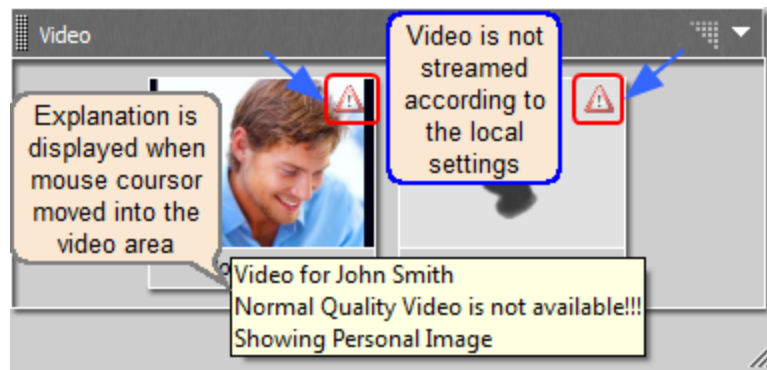 Video
Video is not
streamed
according to
the local
settings
Explanation is
displayed when
mouse coursor
moved into the
video area
Video for John Smith
Normal Quality Video is not available!!!
Showing Personal Image